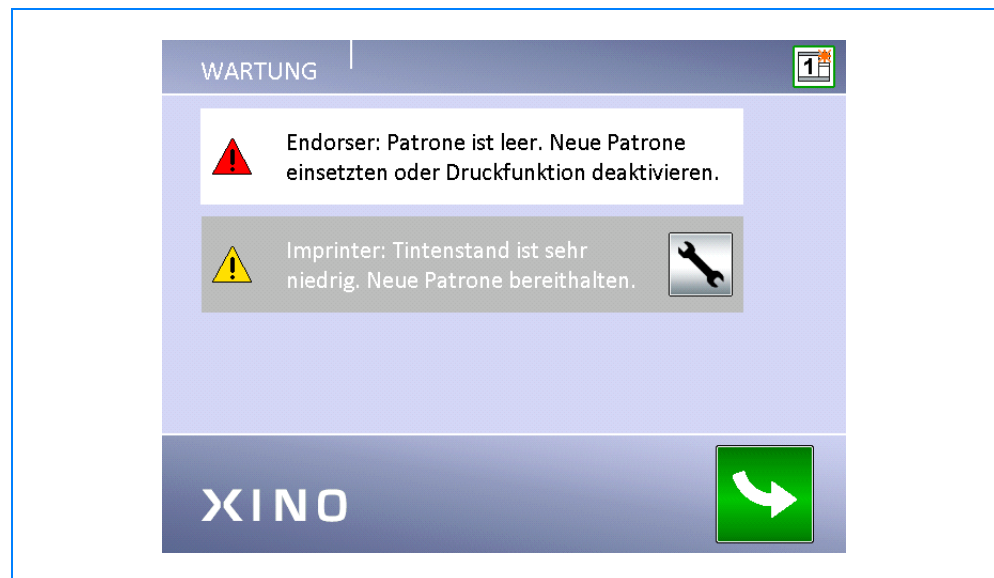 WARTUNG
1
Endorser: Patrone ist leer. Neue Patrone
einsetzten oder Druckfunktion deaktivieren.
Imprinter: Tintenstand ist sehr
niedrig. Neue Patrone bereithalten.
XINO